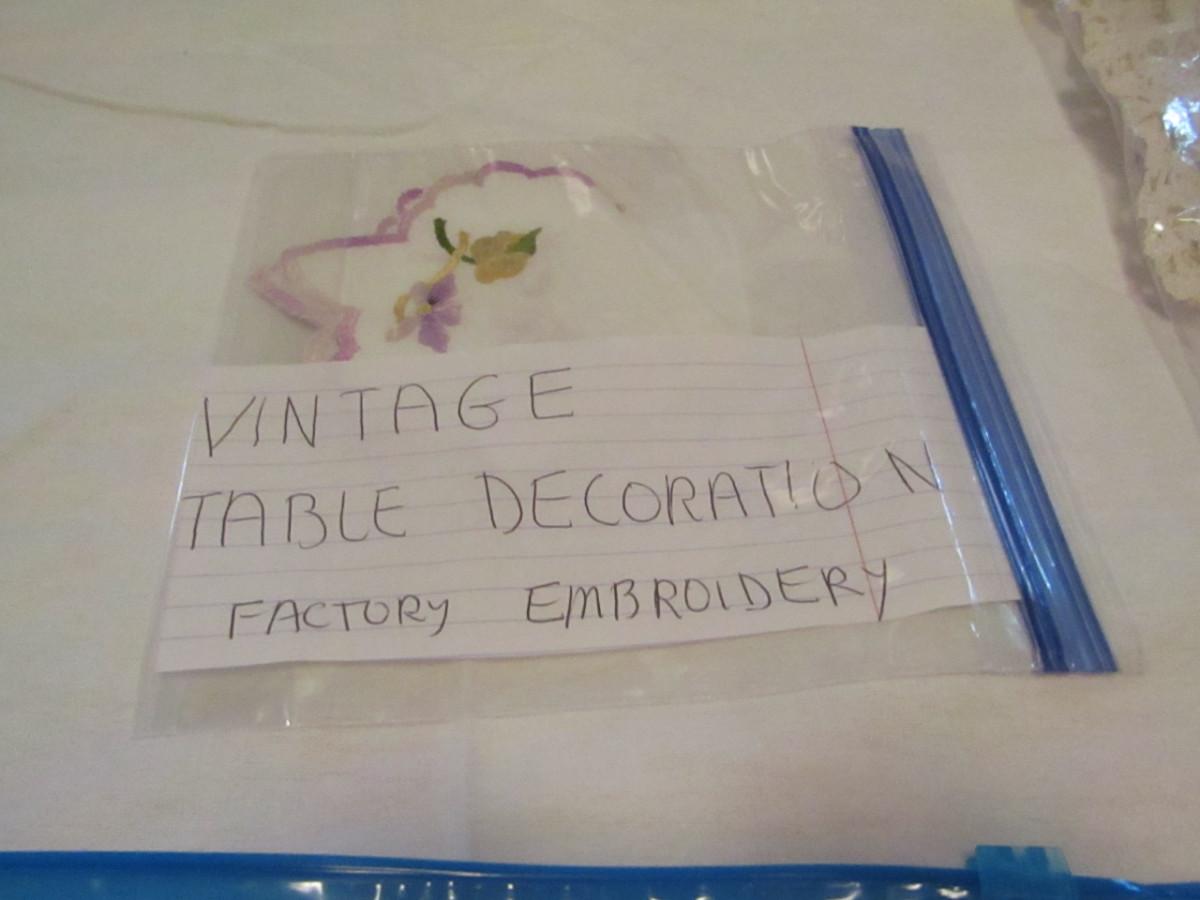 VINTAGE
TABLE DECORATION
FACTORY EMBROIDERY